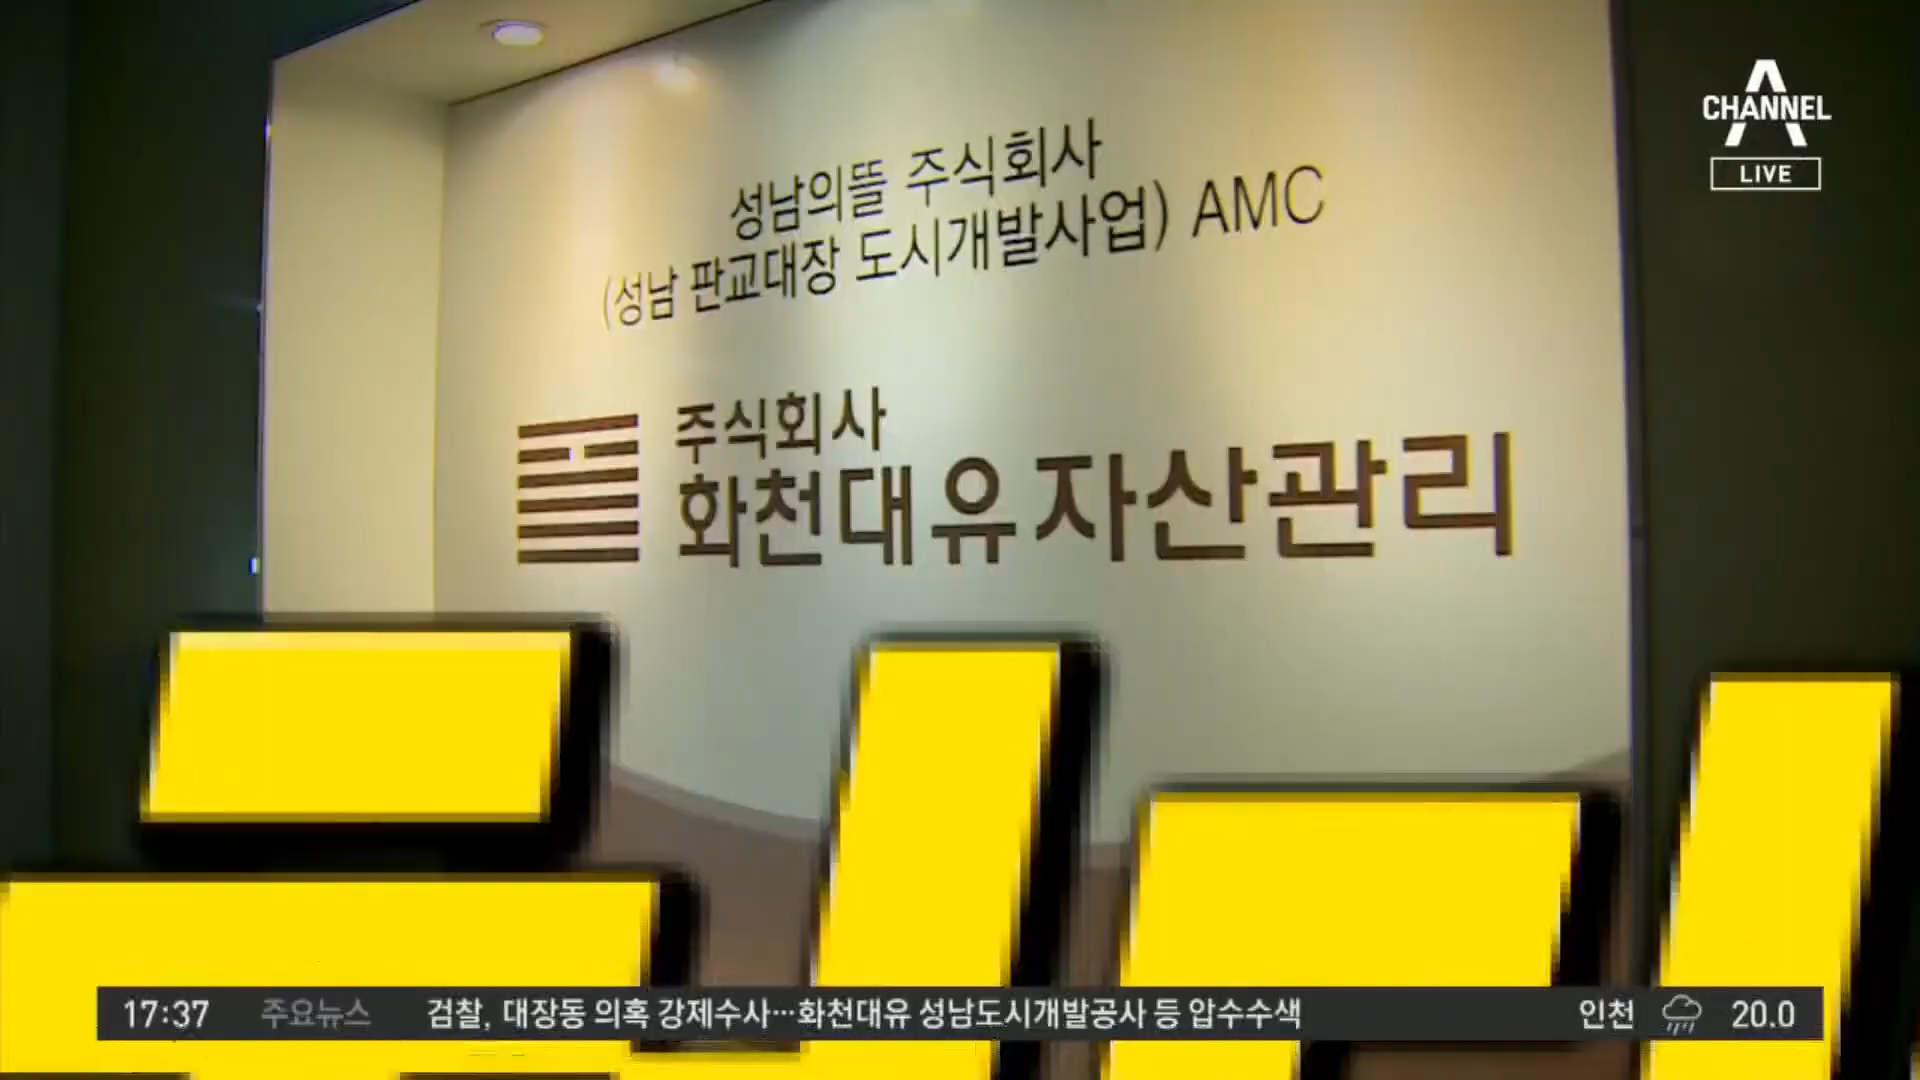 CHANNEL A
LIVE
성남의뜰 주식회사
(성남 판교대장 도시개발사업) AMC
주식회사
화천대유자산관리
17:37 주요뉴스 검찰, 대장동 의혹 강제수사…화천대유 성남도시개발공사 등 압수수색 인천 20.0